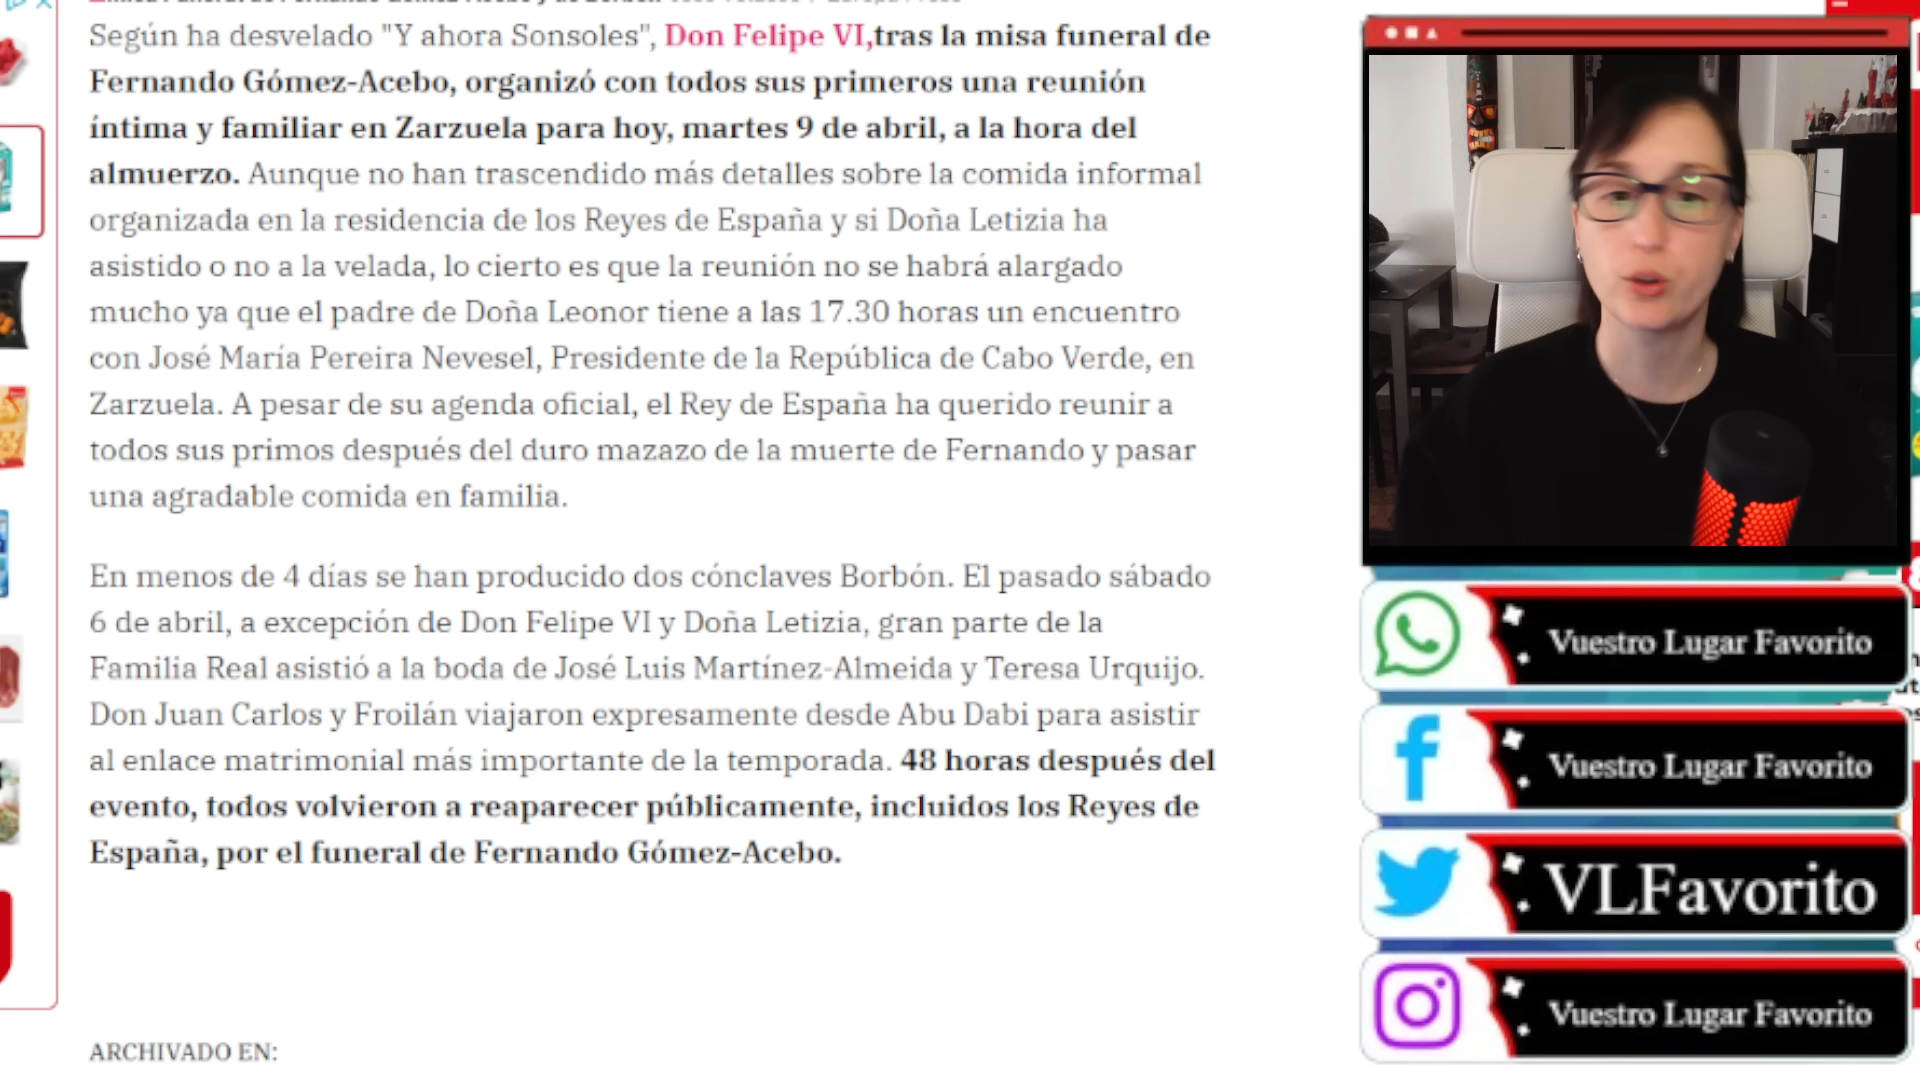 Según ha desvelado "Y ahora Sonsoles", Don Felipe VI,tras la misa funeral de
Fernando Gómez-Acebo, organizó con todos sus primeros una reunión
íntima y familiar en Zarzuela para hoy, martes 9 de abril, a la hora del
almuerzo. Aunque no han trascendido más detalles sobre la comida informal
organizada en la residencia de los Reyes de España y si Doña Letizia ha
asistido o no a la velada, lo cierto es que la reunión no se habrá alargado
mucho ya que el padre de Doña Leonor tiene a las 17.30 horas un encuentro
con José María Pereira Nevesel, Presidente de la República de Cabo Verde, en
Zarzuela. A pesar de su agenda oficial, el Rey de España ha querido reunir a
todos sus primos después del duro mazazo de la muerte de Fernando y pasar
una agradable comida en familia.
En menos de 4 días se han producido dos cónclaves Borbón. El pasado sábado
6 de abril, a excepción de Don Felipe VI y Doña Letizia, gran parte de la
Familia Real asistió a la boda de José Luis Martínez-Almeida y Teresa Urquijo.
Don Juan Carlos y Froilán viajaron expresamente desde Abu Dabi para asistir
al enlace matrimonial más importante de la temporada. 48 horas después del
evento, todos volvieron a reaparecer públicamente, incluidos los Reyes de
España, por el funeral de Fernando Gómez-Acebo.
ARCHIVADO EN:
Vuestro Lugar Favorito
Vuestro Lugar Favorito
VLFavorito
Vuestro Lugar Favorito